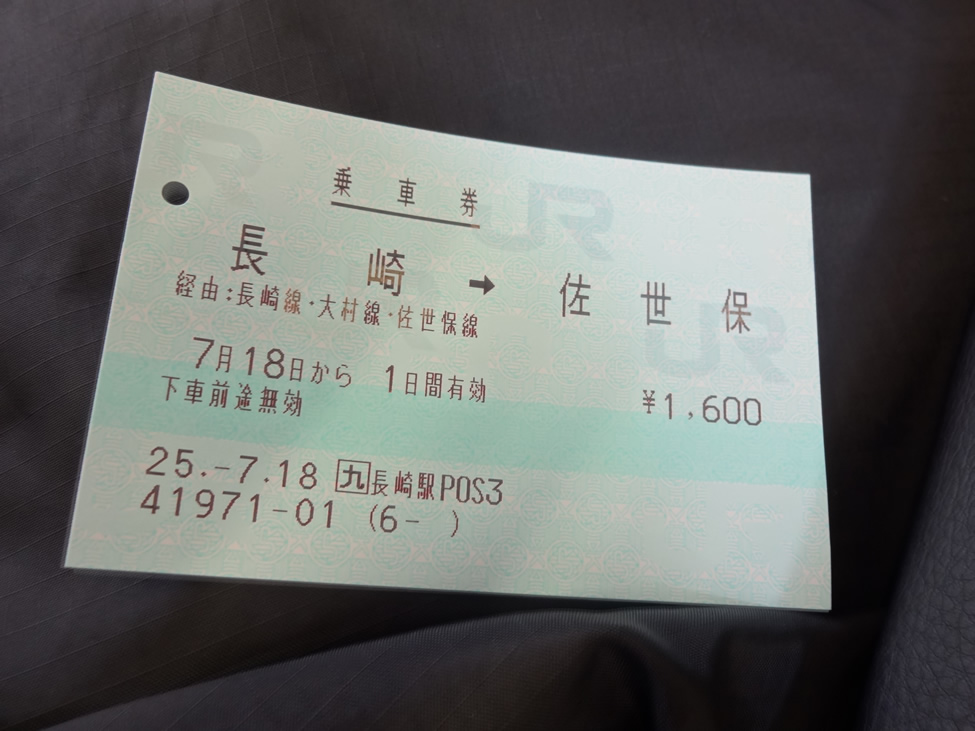 乗車券
長崎→佐世保
経由:長崎線・大村線・佐世保線
7月18日から 1日間有効
¥1,600
下車前途無効
25.-7.18 九長崎駅POS3
41971-01 (6- )